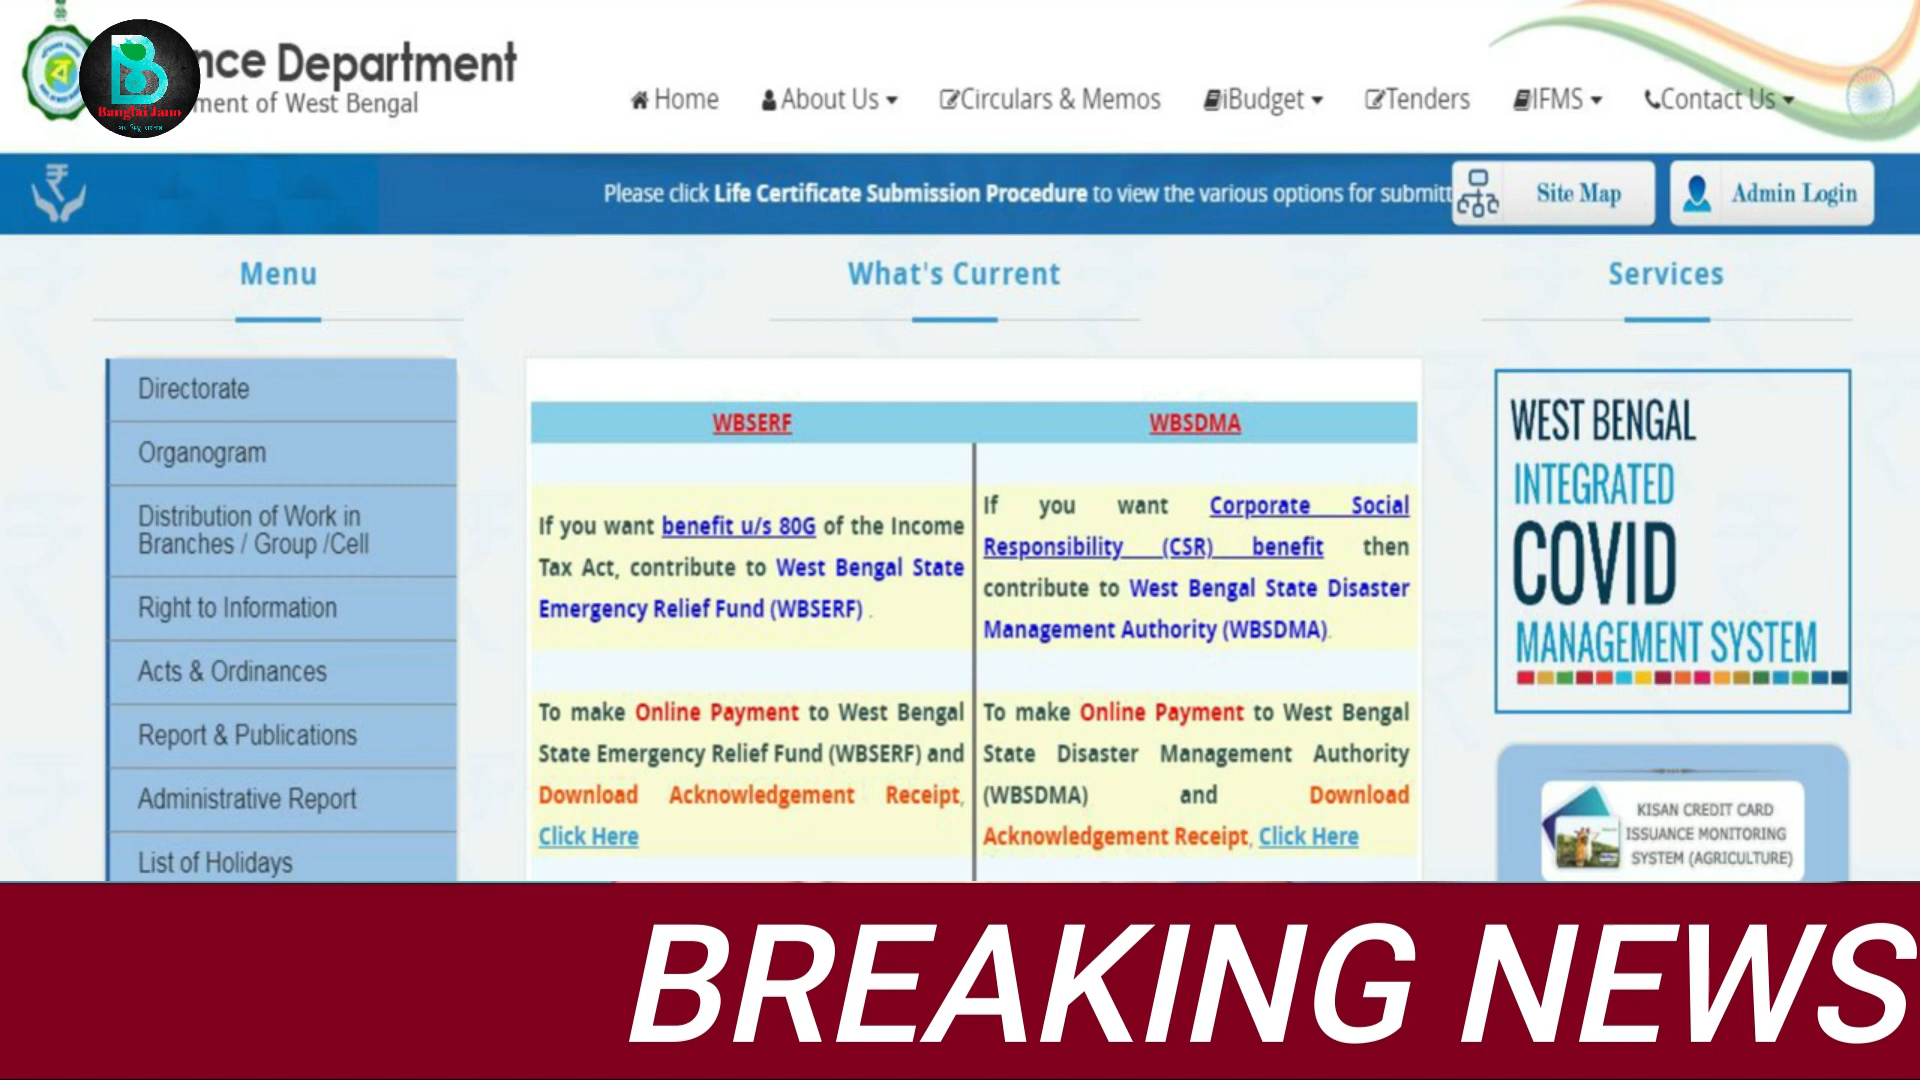 nce Department
ment of West Bengal
Banglai Jano
Home
About Us
Circulars & Memos
iBudget
Tenders
IFMS
Contact Us
Please click Life Certificate Submission Procedure to view the various options for submitt
Site Map
Admin Login
Menu
What's Current
Services
Directorate
Organogram
Distribution of Work in
Branches / Group /Cell
Right to Information
Acts & Ordinances
Report & Publications
Administrative Report
List of Holidays
WBSERF
If you want benefit u/s 80G of the Income
Tax Act, contribute to West Bengal State
Emergency Relief Fund (WBSERF) .
To make Online Payment to West Bengal
State Emergency Relief Fund (WBSERF) and
Download Acknowledgement Receipt,
Click Here
WBSDMA
If you want Corporate Social
Responsibility (CSR) benefit then
contribute to West Bengal State Disaster
Management Authority (WBSDMA).
To make Online Payment to West Bengal
State Disaster Management Authority
(WBSDMA) and Download
Acknowledgement Receipt, Click Here
WEST BENGAL
INTEGRATED
COVID
MANAGEMENT SYSTEM
KISAN CREDIT CARD
ISSUANCE MONITORING
SYSTEM (AGRICULTURE)
BREAKING NEWS